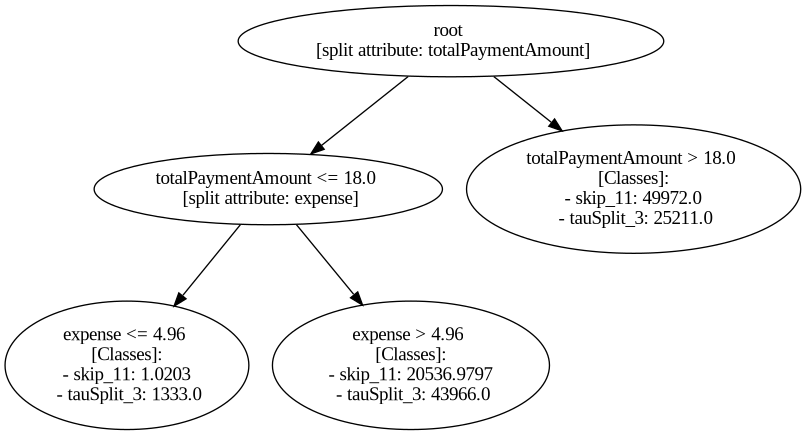 root
[split attribute: totalPaymentAmount]
totalPaymentAmount <= 18.0
[split attribute: expense]
totalPaymentAmount > 18.0
[Classes]:
- skip_11: 49972.0
- tauSplit_3: 25211.0
expense <= 4.96
[Classes]:
- skip_11: 1.0203
- tauSplit_3: 1333.0
expense > 4.96
[Classes]:
- skip_11: 20536.9797
- tauSplit_3: 43966.0